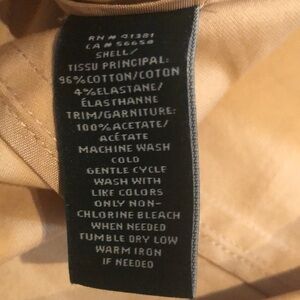 RN# 41381
CA# 56658
SHELL/
TISSU PRINCIPAL:
96%COTTON/COTON
4%ELASTANE/
ÉLASTHANNE
TRIM/GARNITURE:
100%ACETATE/
ACÉTATE
MACHINE WASH
COLD
GENTLE CYCLE
WASH WITH
LIKE COLORS
ONLY NON-
CHLORINE BLEACH
WHEN NEEDED
TUMBLE DRY LOW
WARM IRON
IF NEEDED